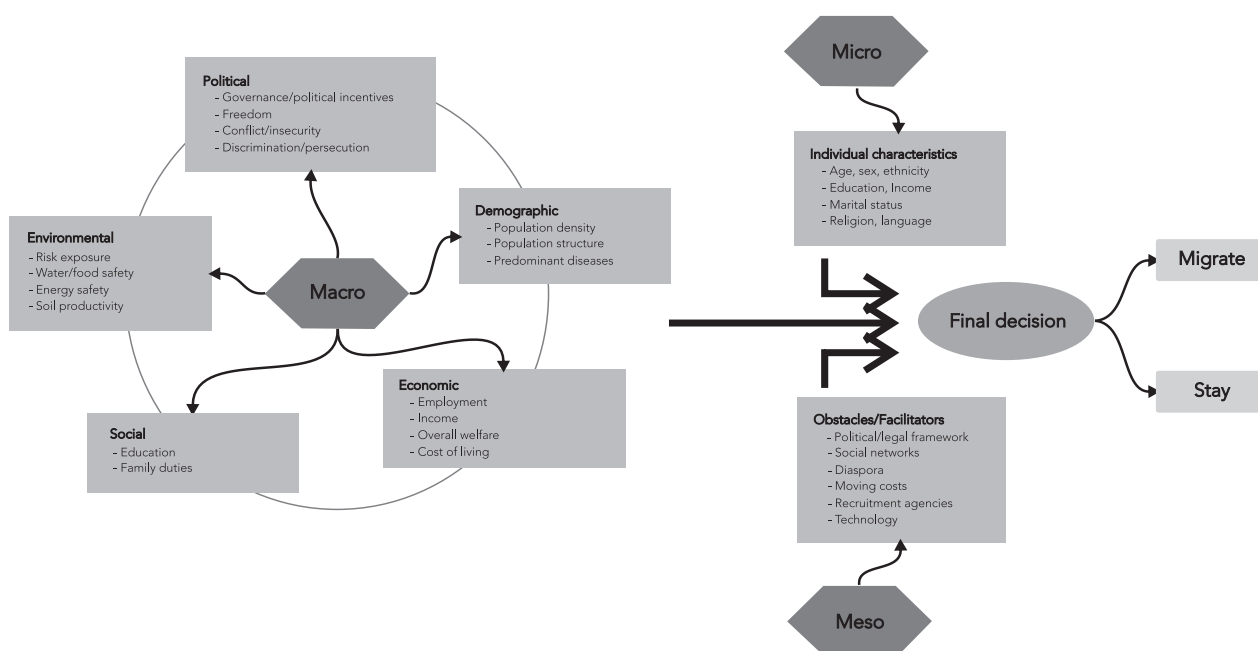 Political
- Governance/political incentives
- Freedom
- Conflict/insecurity
- Discrimination/persecution
Environmental
- Risk exposure
- Water/food safety
- Energy safety
- Soil productivity
Macro
Demographic
- Population density
- Population structure
- Predominant diseases
Social
- Education
- Family duties
Economic
- Employment
- Income
- Overall welfare
- Cost of living
Micro
Individual characteristics
- Age, sex, ethnicity
- Education, Income
- Marital status
- Religion, language
Final decision
Migrate
Stay
Obstacles/Facilitators
- Political/legal framework
- Social networks
- Diaspora
- Moving costs
- Recruitment agencies
- Technology
Meso